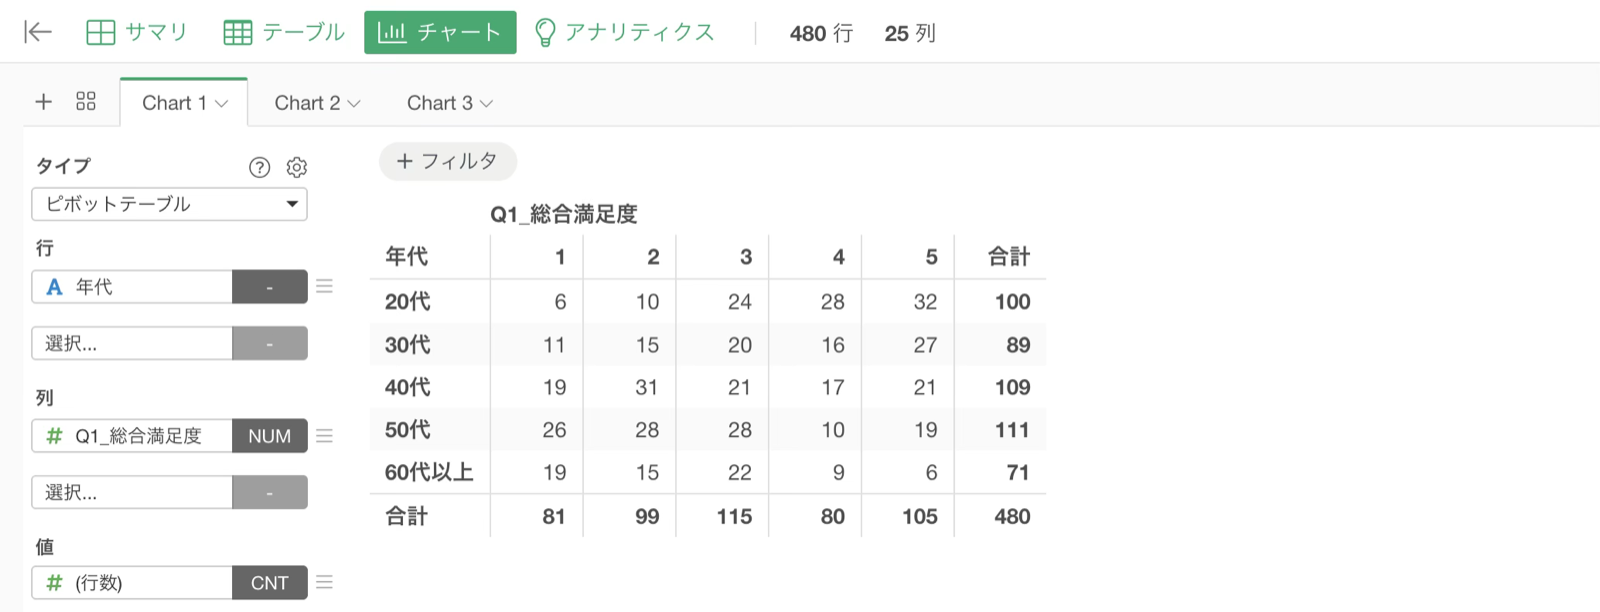 サマリ テーブル チャート アナリティクス 480 行 25 列
+ Chart 1 Chart 2 Chart 3
タイプ ?
ピボットテーブル
行
A 年代 -
選択... -
列
# Q1_総合満足度 NUM
選択... -
値
# (行数) CNT
+ フィルタ
Q1_総合満足度
年代 1 2 3 4 5 合計
20代 6 10 24 28 32 100
30代 11 15 20 16 27 89
40代 19 31 21 17 21 109
50代 26 28 28 10 19 111
60代以上 19 15 22 9 6 71
合計 81 99 115 80 105 480